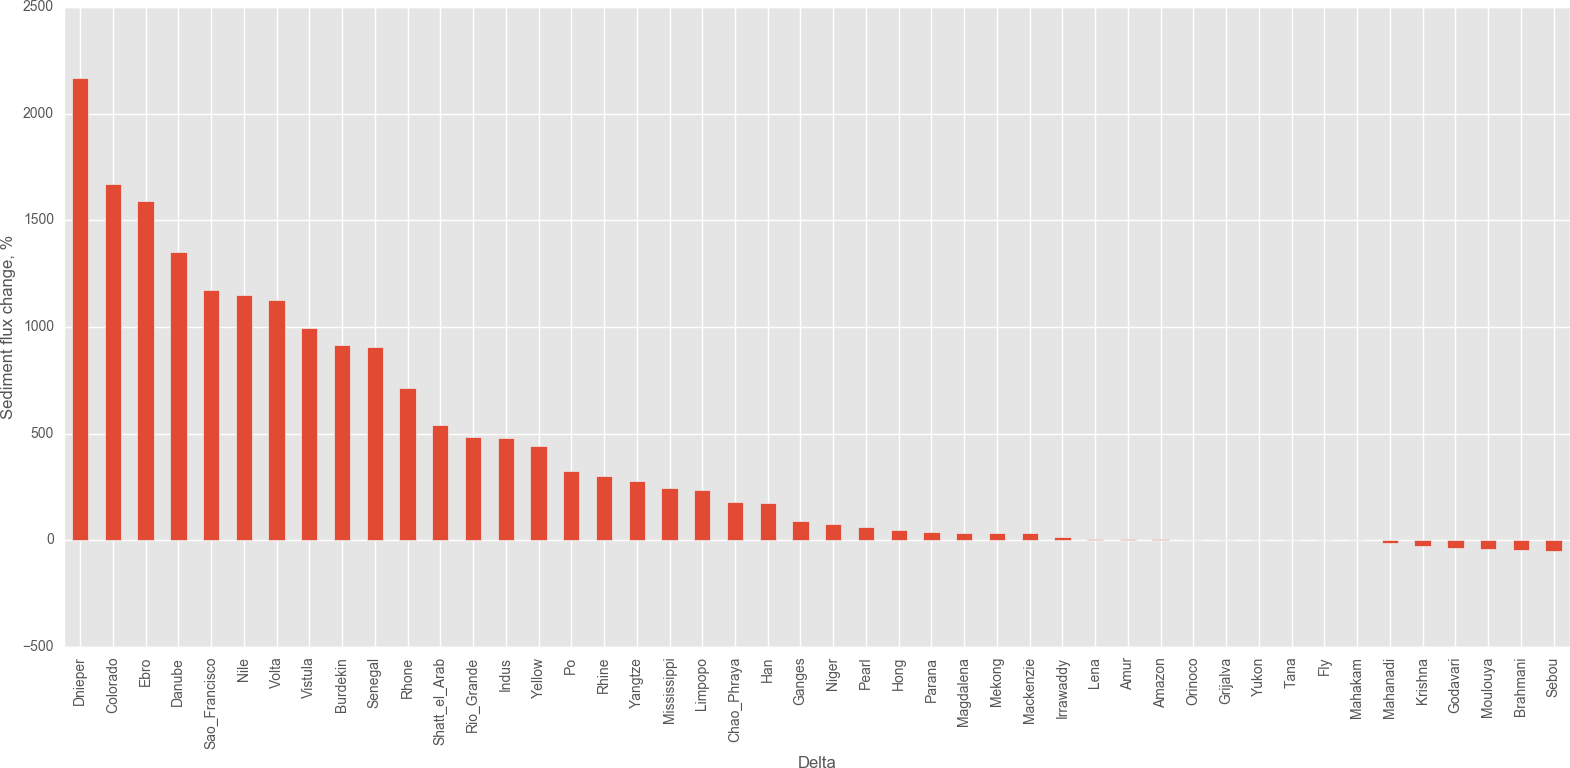 Sediment flux change, %
2500
2000
1500
1000
500
0
−500
Dnieper
Colorado
Ebro
Danube
Sao_Francisco
Nile
Volta
Vistula
Burdekin
Senegal
Rhone
Shatt_el_Arab
Rio_Grande
Indus
Yellow
Po
Rhine
Yangtze
Mississippi
Limpopo
Chao_Phraya
Han
Ganges
Niger
Pearl
Hong
Parana
Magdalena
Mekong
Mackenzie
Irrawaddy
Lena
Amur
Amazon
Orinoco
Grijalva
Yukon
Tana
Fly
Mahakam
Mahanadi
Krishna
Godavari
Moulouya
Brahmani
Sebou
Delta